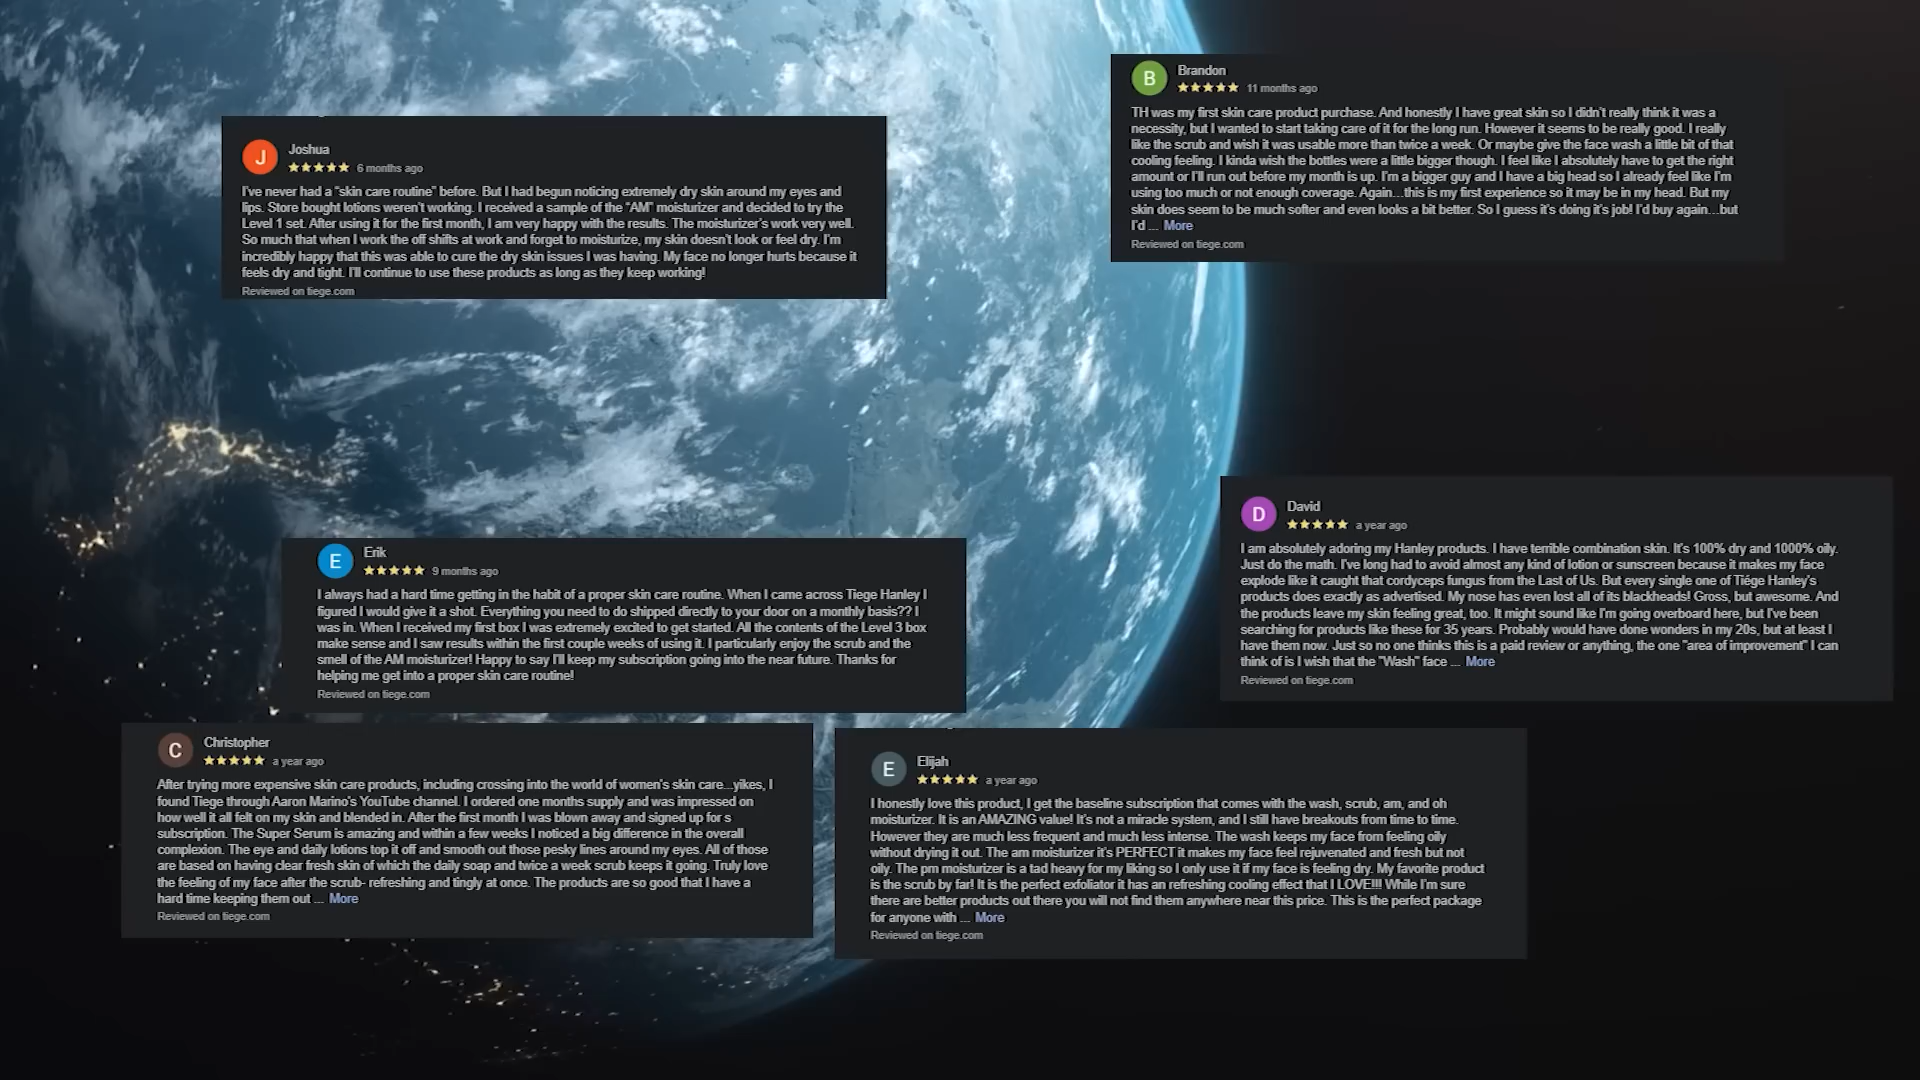 J
Joshua
★★★★★ 6 months ago
I've never had a "skin care routine" before. But I had begun noticing extremely dry skin around my eyes and
lips. Store bought lotions weren't working. I received a sample of the "AM" moisturizer and decided to try the
Level 1 set. After using it for the first month, I am very happy with the results. The moisturizer's work very well.
So much that when I work the off shifts at work and forget to moisturize, my skin doesn't look or feel dry. I'm
incredibly happy that this was able to cure the dry skin issues I was having. My face no longer hurts because it
feels dry and tight. I'll continue to use these products as long as they keep working!
Reviewed on tiege.com
B
Brandon
★★★★★ 11 months ago
TH was my first skin care product purchase. And honestly I have great skin so I didn't really think it was a
necessity, but I wanted to start taking care of it for the long run. However it seems to be really good. I really
like the scrub and wish it was usable more than twice a week. Or maybe give the face wash a little bit of that
cooling feeling. I kinda wish the bottles were a little bigger though. I feel like I absolutely have to get the right
amount or I'll run out before my month is up. I'm a bigger guy and I have a big head so I already feel like I'm
using too much or not enough coverage. Again...this is my first experience so it may be in my head. But my
skin does seem to be much softer and even looks a bit better. So I guess it's doing it's job! I'd buy again...but
I'd ... More
Reviewed on tiege.com
E
Erik
★★★★★ 9 months ago
I always had a hard time getting in the habit of a proper skin care routine. When I came across Tiege Hanley I
figured I would give it a shot. Everything you need to do shipped directly to your door on a monthly basis?? I
was in. When I received my first box I was extremely excited to get started. All the contents of the Level 3 box
make sense and I saw results within the first couple weeks of using it. I particularly enjoy the scrub and the
smell of the AM moisturizer! Happy to say I'll keep my subscription going into the near future. Thanks for
helping me get into a proper skin care routine!
Reviewed on tiege.com
D
David
★★★★★ a year ago
I am absolutely adoring my Hanley products. I have terrible combination skin. It's 100% dry and 1000% oily.
Just do the math. I've long had to avoid almost any kind of lotion or sunscreen because it makes my face
explode like it caught that cordyceps fungus from the Last of Us. But every single one of Tiége Hanley's
products does exactly as advertised. My nose has even lost all of its blackheads! Gross, but awesome. And
the products leave my skin feeling great, too. It might sound like I'm going overboard here, but I've been
searching for products like these for 35 years. Probably would have done wonders in my 20s, but at least I
have them now. Just so no one thinks this is a paid review or anything, the one "area of improvement" I can
think of is I wish that the "Wash" face ... More
Reviewed on tiege.com
C
Christopher
★★★★★ a year ago
After trying more expensive skin care products, including crossing into the world of women's skin care...yikes, I
found Tiege through Aaron Marino's YouTube channel. I ordered one months supply and was impressed on
how well it all felt on my skin and blended in. After the first month I was blown away and signed up for s
subscription. The Super Serum is amazing and within a few weeks I noticed a big difference in the overall
complexion. The eye and daily lotions top it off and smooth out those pesky lines around my eyes. All of those
are based on having clear fresh skin of which the daily soap and twice a week scrub keeps it going. Truly love
the feeling of my face after the scrub- refreshing and tingly at once. The products are so good that I have a
hard time keeping them out ... More
Reviewed on tiege.com
E
Elijah
★★★★★ a year ago
I honestly love this product, I get the baseline subscription that comes with the wash, scrub, am, and oh
moisturizer. It is an AMAZING value! It's not a miracle system, and I still have breakouts from time to time.
However they are much less frequent and much less intense. The wash keeps my face from feeling oily
without drying it out. The am moisturizer it's PERFECT it makes my face feel rejuvenated and fresh but not
oily. The pm moisturizer is a tad heavy for my liking so I only use it if my face is feeling dry. My favorite product
is the scrub by far! It is the perfect exfoliator it has an refreshing cooling effect that I LOVE!!! While I'm sure
there are better products out there you will not find them anywhere near this price. This is the perfect package
for anyone with ... More
Reviewed on tiege.com